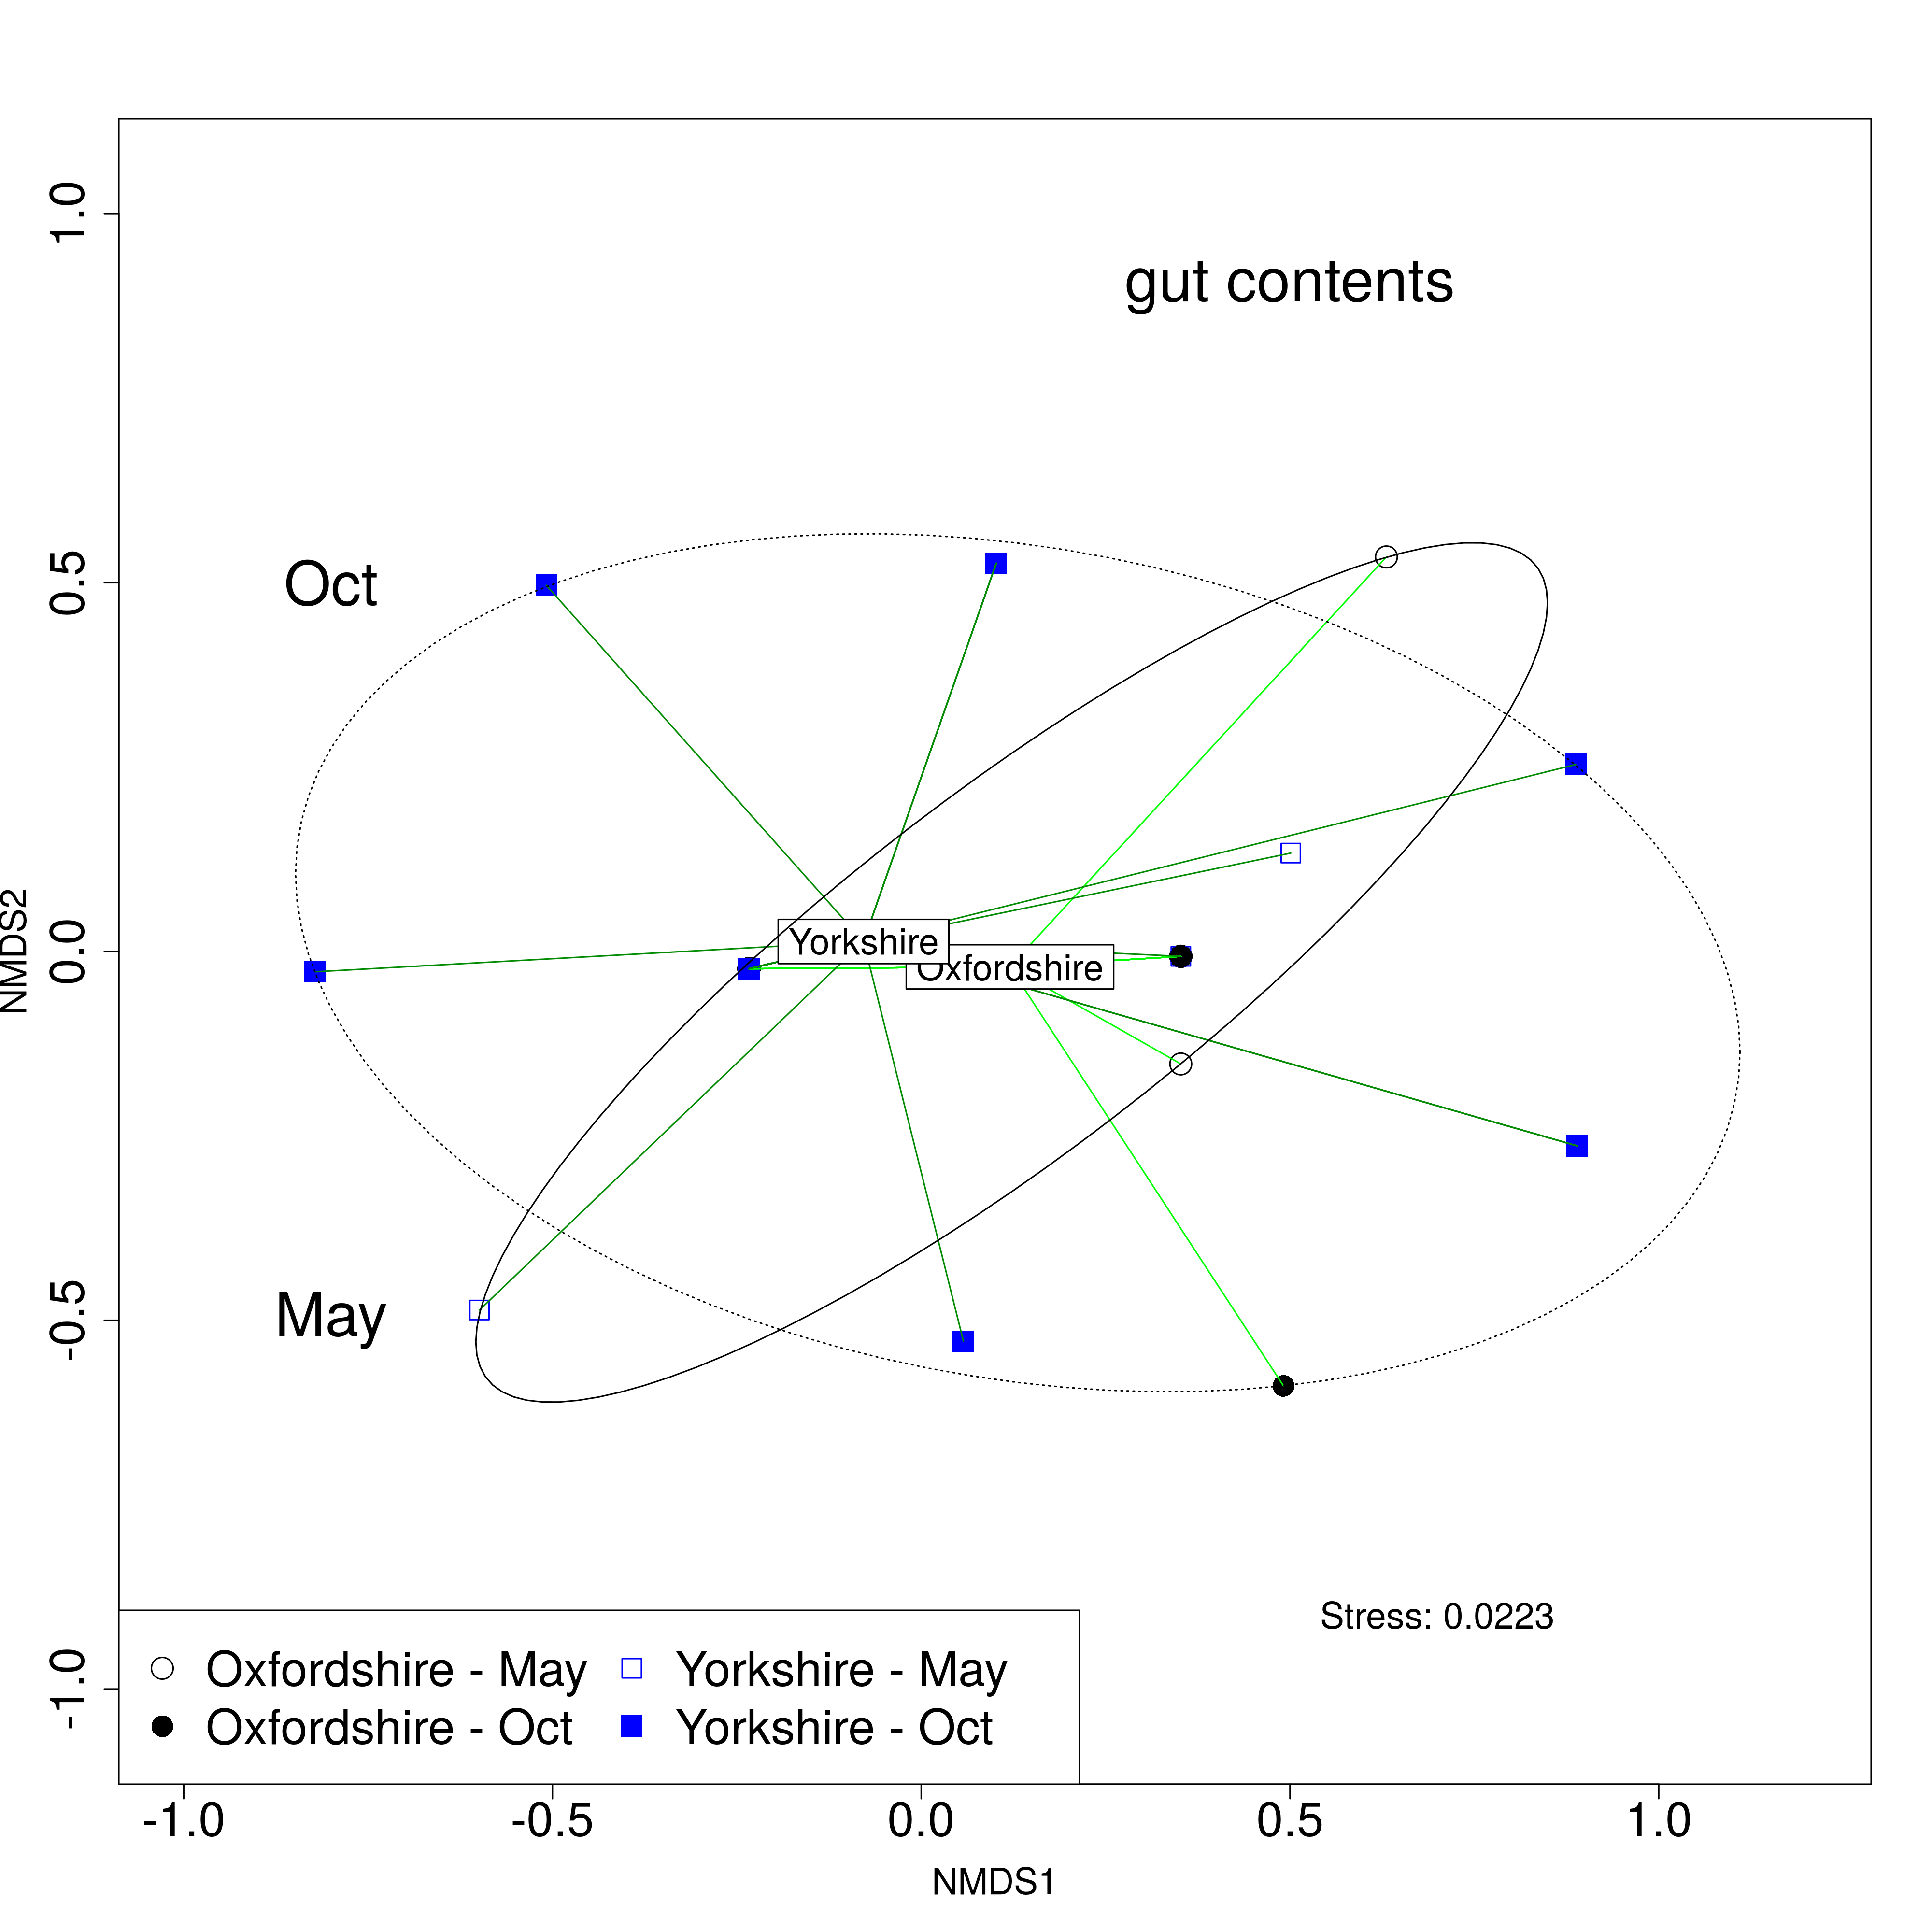 gut contents
1.0
0.5
0.0
-0.5
-1.0
NMDS2
Oct
Yorkshire
Oxfordshire
May
Stress: 0.0223
Oxfordshire - May
Yorkshire - May
Oxfordshire - Oct
Yorkshire - Oct
-1.0 -0.5 0.0 0.5 1.0
NMDS1